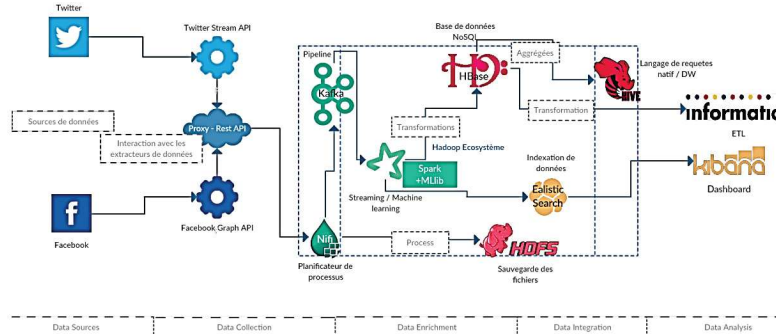 Twitter
Twitter Stream API
Base de données
NoSQL
Pipeline
Aggrégées
Langage de requetes
natif / DW
HBase
Kafka
HIVE
Sources de données
Proxy - Rest API
Interaction avec les
extracteurs de données
Transformations
Transformation
informatic
ETL
Hadoop Ecosystème
Indexation de
données
Spark
+MLlib
kibana
Streaming / Machine
learning
Ealistic
Search
Dashboard
Facebook
Facebook Graph API
Nifi
Process
HDFS
Planificateur de
processus
Sauvegarde des
fichiers
Data Sources
Data Collection
Data Enrichment
Data Integration
Data Analysis